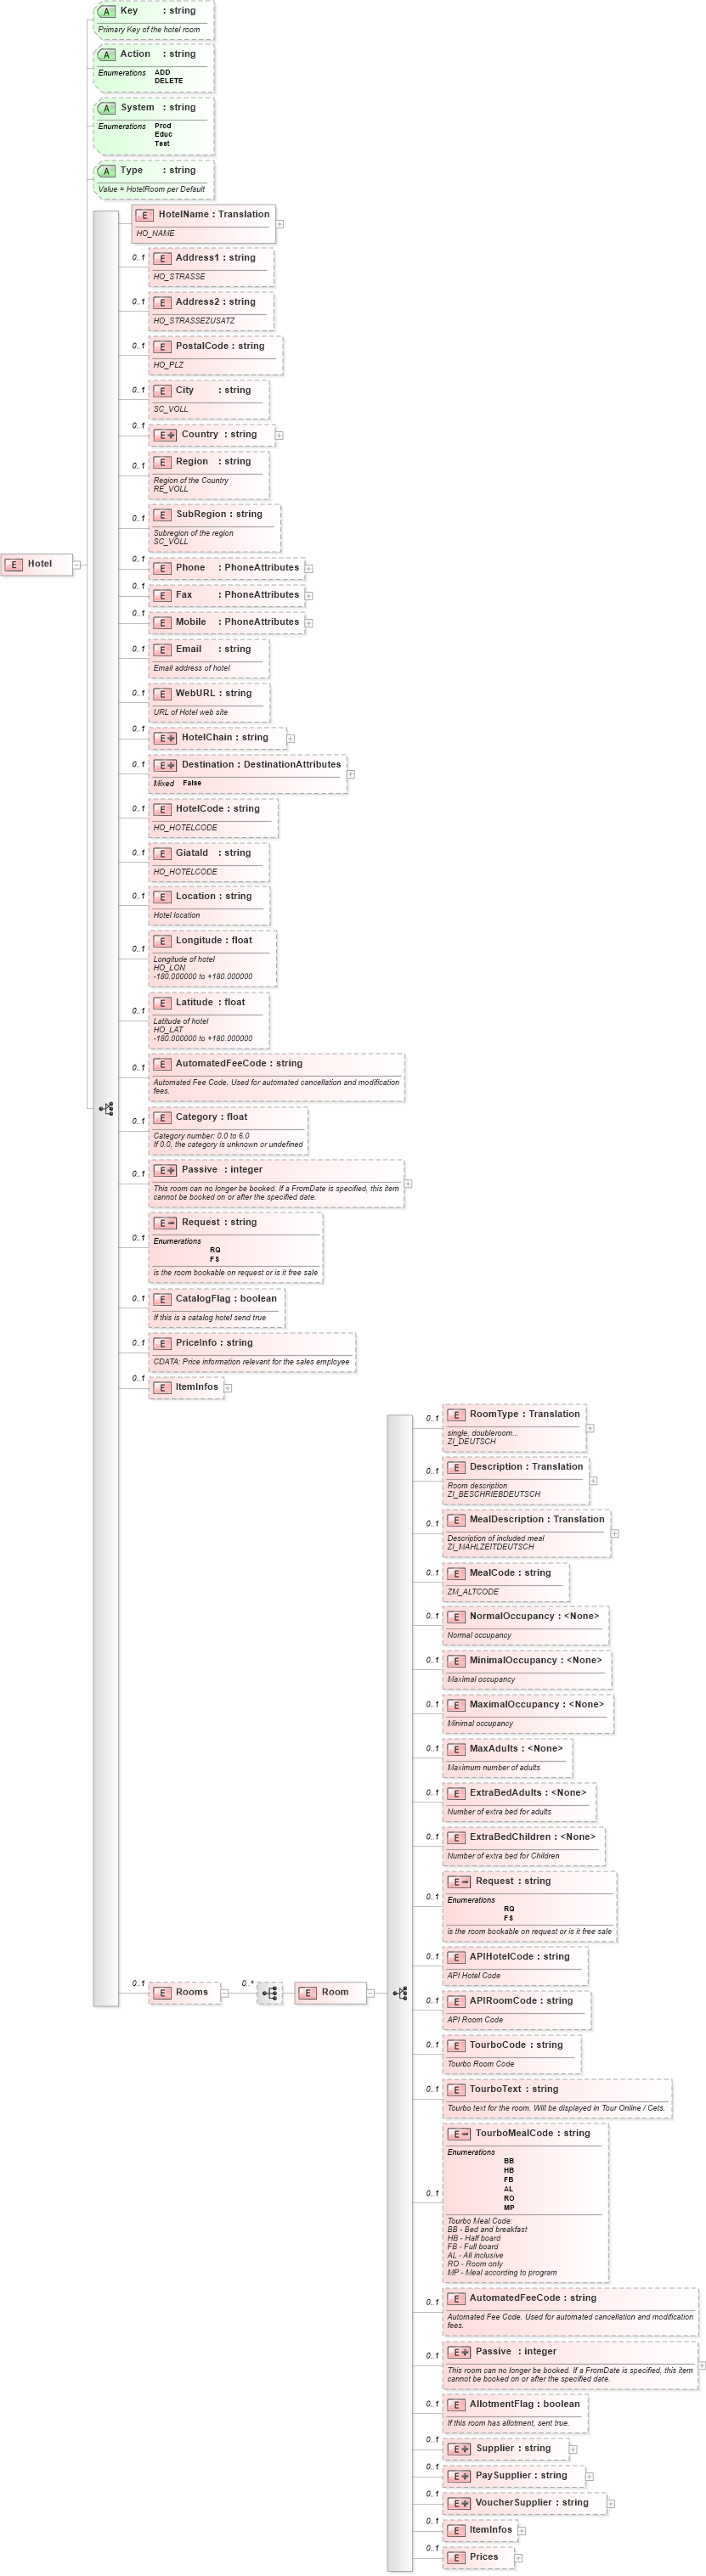 A Key : string
Primary Key of the hotel room
A Action : string
Enumerations ADD
DELETE
A System : string
Enumerations Prod
Educ
Test
A Type : string
Value = HotelRoom per Default
E HotelName : Translation
HO_NAME
0..1 E Address1 : string
HO_STRASSE
0..1 E Address2 : string
HO_STRASSEZUSATZ
0..1 E PostalCode : string
HO_PLZ
0..1 E City : string
SC_VOLL
0..1 E Country : string
0..1 E Region : string
Region of the Country
RE_VOLL
0..1 E SubRegion : string
Subregion of the region
SC_VOLL
E Hotel
0..1 E Phone : PhoneAttributes
0..1 E Fax : PhoneAttributes
0..1 E Mobile : PhoneAttributes
0..1 E Email : string
Email address of hotel
0..1 E WebURL : string
URL of Hotel web site
0..1 E HotelChain : string
0..1 E Destination : DestinationAttributes
Mixed False
0..1 E HotelCode : string
HO_HOTELCODE
0..1 E GiataId : string
HO_HOTELCODE
0..1 E Location : string
Hotel location
0..1 E Longitude : float
Longitude of hotel
HO_LON
-180.000000 to +180.000000
0..1 E Latitude : float
Latitude of hotel
HO_LAT
-180.000000 to +180.000000
0..1 E AutomatedFeeCode : string
Automated Fee Code. Used for automated cancellation and modification
fees.
0..1 E Category : float
Category number: 0.0 to 6.0
If 0.0, the category is unknown or undefined
0..1 E Passive : integer
This room can no longer be booked. If a FromDate is specified, this item
cannot be booked on or after the specified date.
0..1 E Request : string
Enumerations
RQ
FS
is the room bookable on request or is it free sale
0..1 E CatalogFlag : boolean
If this is a catalog hotel send true
0..1 E PriceInfo : string
CDATA: Price information relevant for the sales employee
0..1 E ItemInfos
0..1 E RoomType : Translation
single, doubleroom...
ZI_DEUTSCH
0..1 E Description : Translation
Room description
ZI_BESCHRIEBDEUTSCH
0..1 E MealDescription : Translation
Description of included meal
ZI_MAHLZEITDEUTSCH
0..1 E MealCode : string
ZM_ALTCODE
0..1 E NormalOccupancy : <None>
Normal occupancy
0..1 E MinimalOccupancy : <None>
Maximal occupancy
0..1 E MaximalOccupancy : <None>
Minimal occupancy
0..1 E MaxAdults : <None>
Maximum number of adults
0..1 E ExtraBedAdults : <None>
Number of extra bed for adults
0..1 E ExtraBedChildren : <None>
Number of extra bed for Children
0..1 E Request : string
Enumerations
RQ
FS
is the room bookable on request or is it free sale
0..1 E APIHotelCode : string
API Hotel Code
0..1 E Rooms 0..* E Room
0..1 E APIRoomCode : string
API Room Code
0..1 E TourboCode : string
Tourbo Room Code
0..1 E TourboText : string
Tourbo text for the room. Will be displayed in Tour Online / Cets.
0..1 E TourboMealCode : string
Enumerations
BB
HB
FB
AL
RO
MP
Tourbo Meal Code:
BB - Bed and breakfast
HB - Half board
FB - Full board
AL - All inclusive
RO - Room only
MP - Meal according to program
0..1 E AutomatedFeeCode : string
Automated Fee Code. Used for automated cancellation and modification
fees.
0..1 E Passive : integer
This room can no longer be booked. If a FromDate is specified, this item
cannot be booked on or after the specified date.
0..1 E AllotmentFlag : boolean
If this room has allotment, sent true.
0..1 E Supplier : string
0..1 E PaySupplier : string
0..1 E VoucherSupplier : string
0..1 E ItemInfos
0..1 E Prices